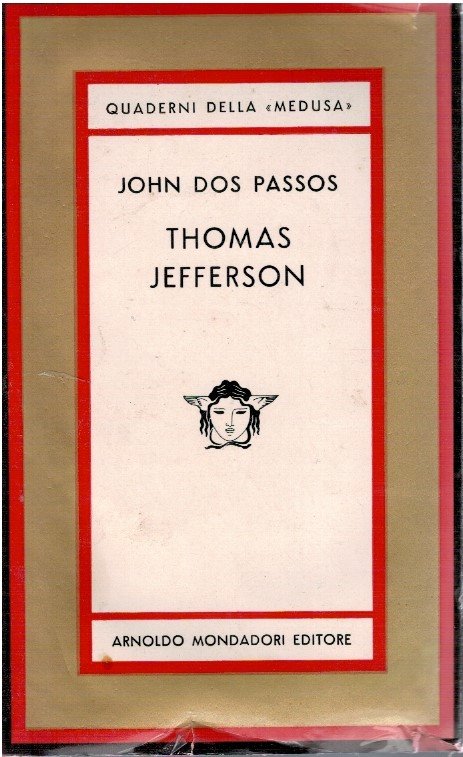 QUADERNI DELLA «MEDUSA»
JOHN DOS PASSOS
THOMAS
JEFFERSON
ARNOLDO MONDADORI EDITORE